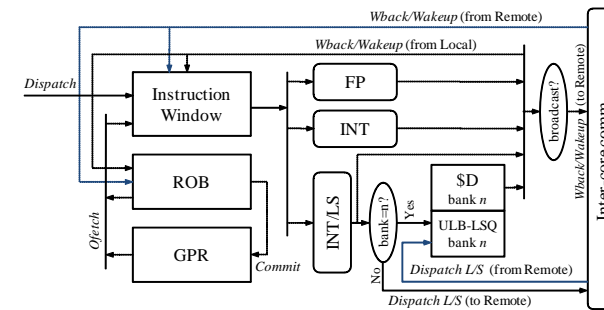 Wback/Wakeup (from Remote)
Wback/Wakeup (from Local)
Dispatch
Instruction
Window
FP
INT
broadcast?
Wback/Wakeup (to Remote)
Inter-core comm.
ROB
Ofetch
GPR
Commit
INT/LS
bank=n?
Yes
No
$D
bank n
ULB-LSQ
bank n
Dispatch L/S (from Remote)
Dispatch L/S (to Remote)